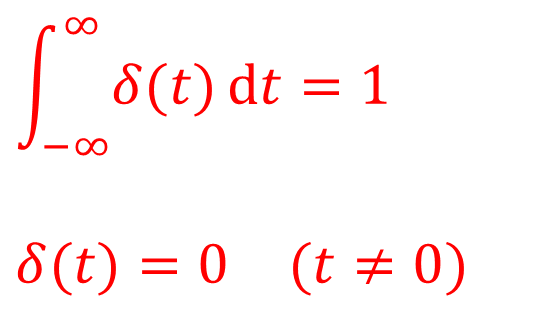 ∫_{−∞}^{∞} δ(t) dt = 1
δ(t) = 0 (t ≠ 0)